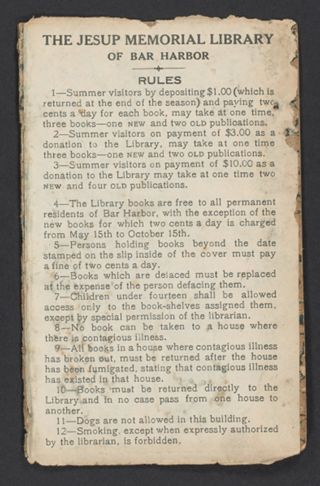 THE JESUP MEMORIAL LIBRARY
OF BAR HARBOR
RULES
1—Summer visitors by depositing $1.00 (which is
returned at the end of the season) and paying two
cents a day for each book, may take at one time,
three books—one NEW and two OLD publications.
2—Summer visitors on payment of $3.00 as a
donation to the Library, may take at one time
three books—one NEW and two OLD publications.
3—Summer visitors on payment of $10.00 as a
donation to the Library may take at one time two
NEW and four OLD publications.
4—The Library books are free to all permanent
residents of Bar Harbor, with the exception of the
new books for which two cents a day is charged
from May 15th to October 15th.
5—Persons holding books beyond the date
stamped on the slip inside of the cover must pay
a fine of two cents a day.
6—Books which are defaced must be replaced
at the expense of the person defacing them.
7—Children under fourteen shall be allowed
access only to the book-shelves assigned them,
except by special permission of the librarian.
8—No book can be taken to a house where
there is contagious illness.
9—All books in a house where contagious illness
has broken out, must be returned after the house
has been fumigated, stating that contagious illness
has existed in that house.
10—Books must be returned directly to the
Library and in no case pass from one house to
another.
11—Dogs are not allowed in this building.
12—Smoking, except when expressly authorized
by the librarian, is forbidden.